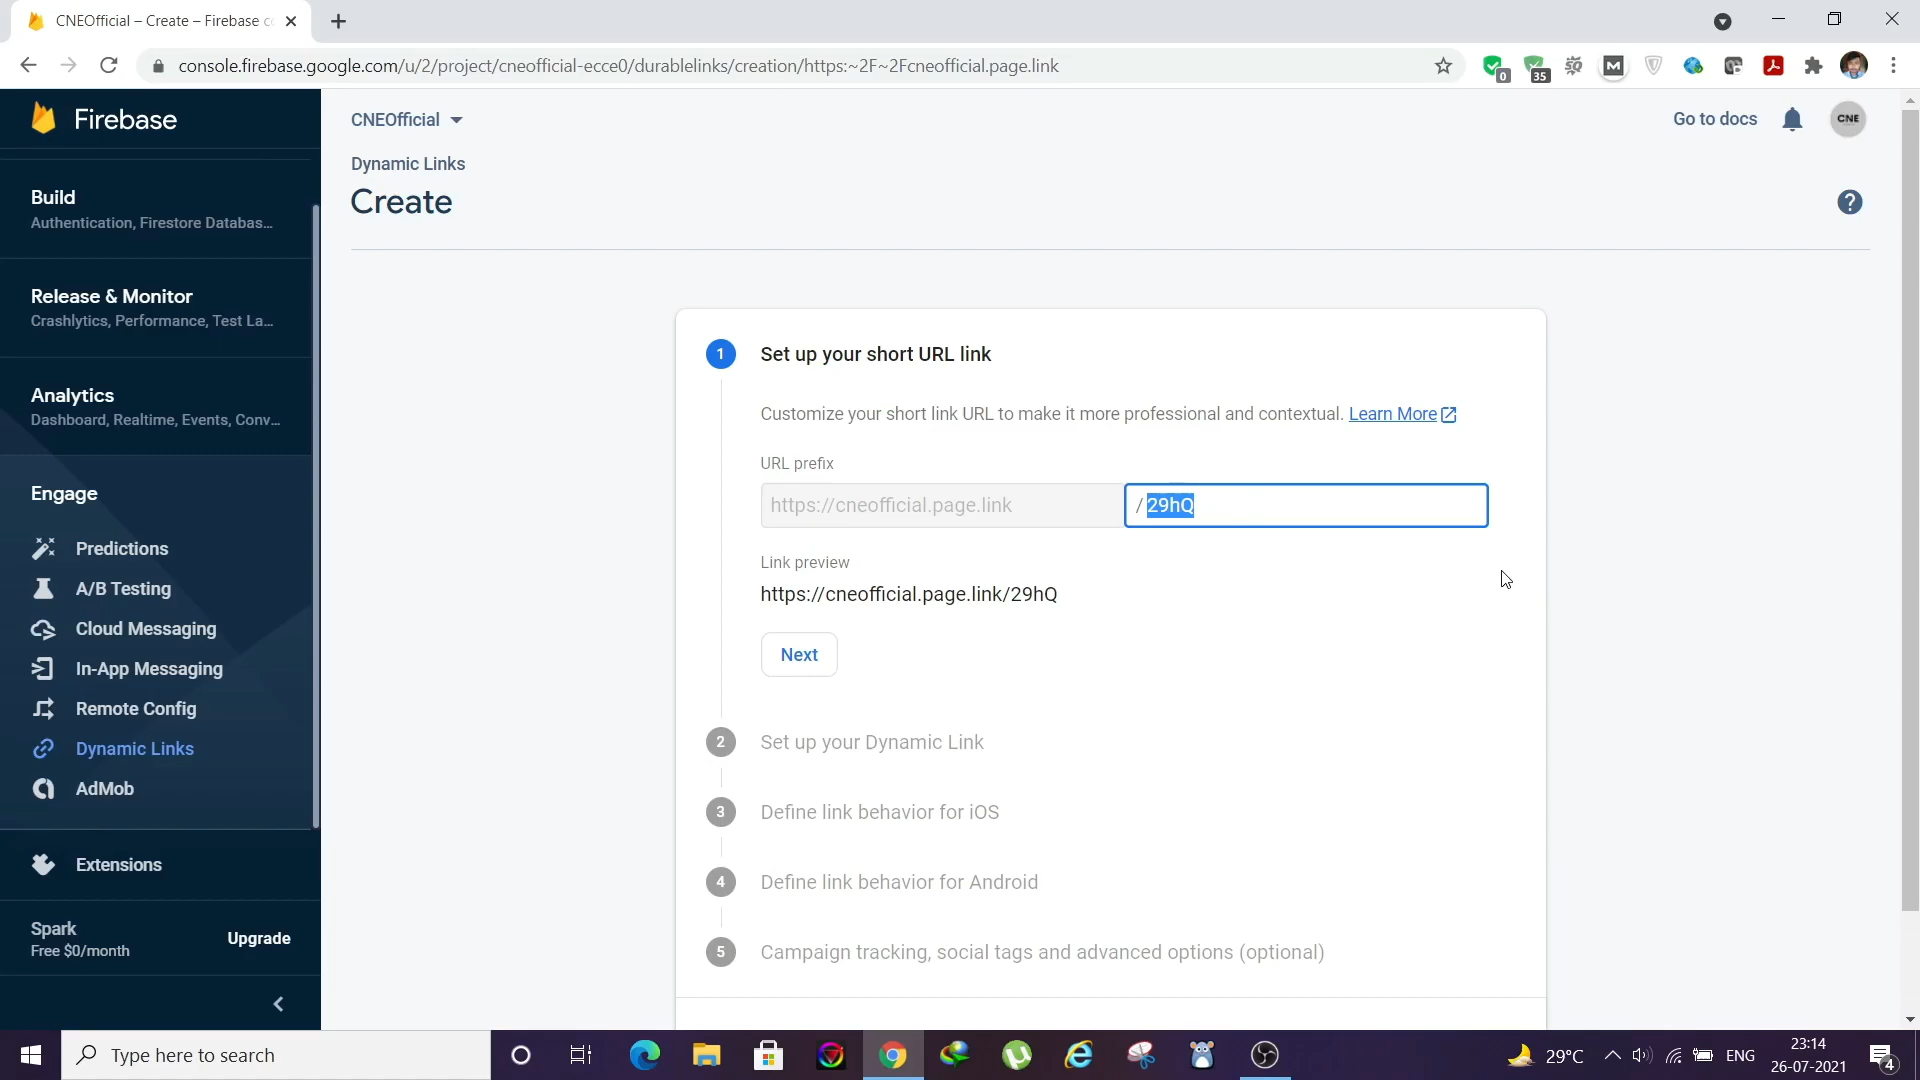 CNEOfficial – Create – Firebase c
console.firebase.google.com/u/2/project/cneofficial-ecce0/durablelinks/creation/https:~2F~2Fcneofficial.page.link
0
35
Firebase
CNEOfficial
Go to docs
CNE
Dynamic Links
Create
?
Build
Authentication, Firestore Databas...
Release & Monitor
Crashlytics, Performance, Test La...
Analytics
Dashboard, Realtime, Events, Conv...
Engage
Predictions
A/B Testing
Cloud Messaging
In-App Messaging
Remote Config
Dynamic Links
AdMob
Extensions
Spark
Free $0/month
Upgrade
1 Set up your short URL link
Customize your short link URL to make it more professional and contextual. Learn More
URL prefix
https://cneofficial.page.link / 29hQ
Link preview
https://cneofficial.page.link/29hQ
Next
2 Set up your Dynamic Link
3 Define link behavior for iOS
4 Define link behavior for Android
5 Campaign tracking, social tags and advanced options (optional)
Type here to search
29°C
ENG
23:14
26-07-2021
4